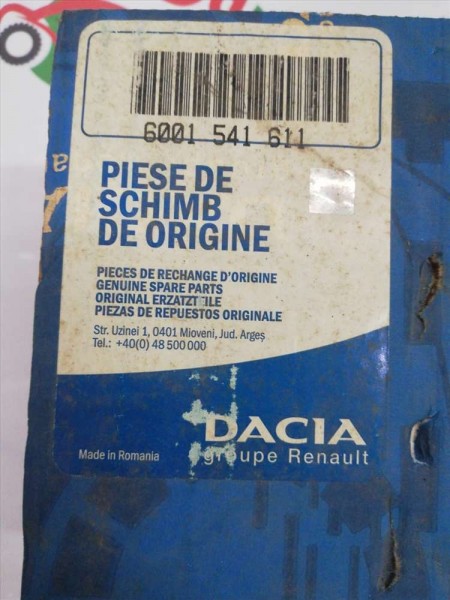 6001 541 611
PIESE DE
SCHIMB
DE ORIGINE
PIECES DE RECHANGE D'ORIGINE
GENUINE SPARE PARTS
ORIGINAL ERZATZTEILE
PIEZAS DE REPUESTOS ORIGINALE
Str. Uzinei 1, 0401 Mioveni, Jud. Argeș
Tel.: +40(0) 48 500 000
DACIA
groupe Renault
Made in Romania